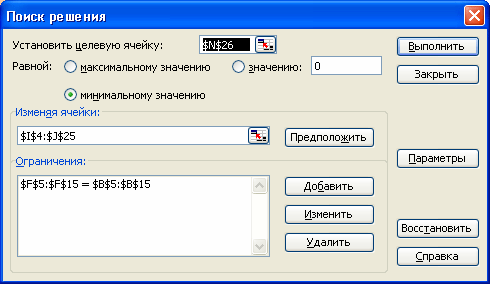 Поиск решения
Установить целевую ячейку: $N$26 Выполнить
Равной: максимальному значению значению: 0 Закрыть
минимальному значению
Изменяя ячейки:
$I$4:$J$25 Предположить
Ограничения: Параметры
$F$5:$F$15 = $B$5:$B$15 Добавить
Изменить
Восстановить
Удалить
Справка